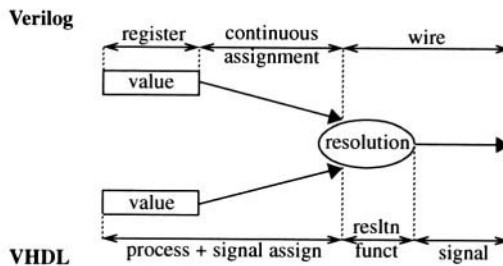 Verilog
register continuous assignment wire
value
resolution
value
process + signal assign resltn funct signal
VHDL